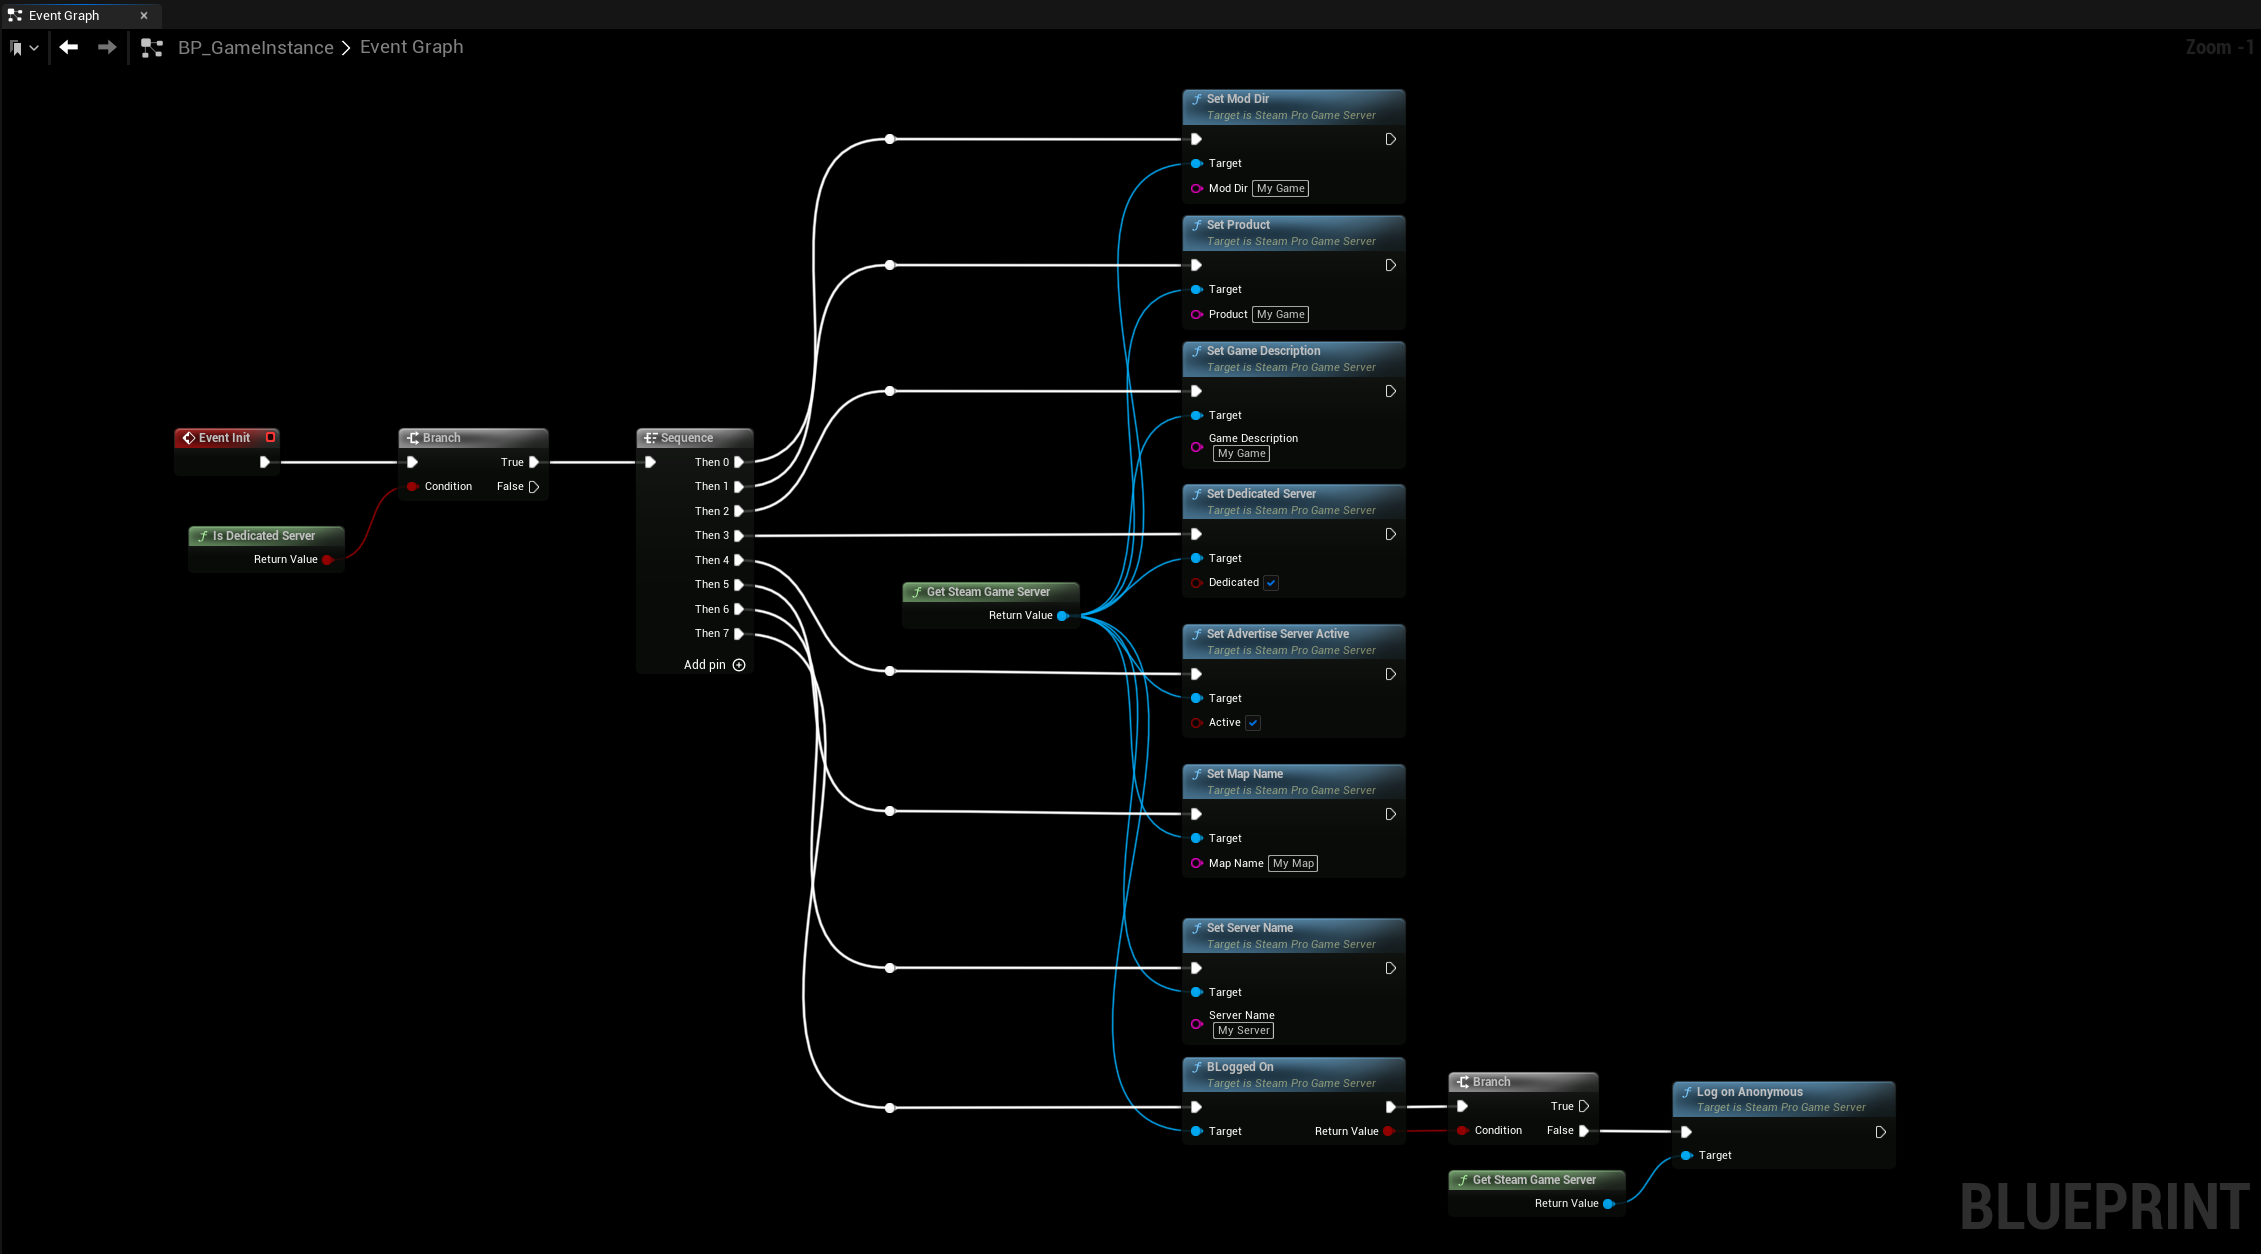 Event Graph
BP_GameInstance > Event Graph
Zoom -1
Set Mod Dir
Target is Steam Pro Game Server
Target
Mod Dir My Game
Set Product
Target is Steam Pro Game Server
Target
Product My Game
Set Game Description
Target is Steam Pro Game Server
Target
Game Description
My Game
Event Init
Branch
True
Condition False
Is Dedicated Server
Return Value
Sequence
Then 0
Then 1
Then 2
Then 3
Then 4
Then 5
Then 6
Then 7
Add pin
Set Dedicated Server
Target is Steam Pro Game Server
Target
Dedicated
Get Steam Game Server
Return Value
Set Advertise Server Active
Target is Steam Pro Game Server
Target
Active
Set Map Name
Target is Steam Pro Game Server
Target
Map Name My Map
Set Server Name
Target is Steam Pro Game Server
Target
Server Name
My Server
BLogged On
Target is Steam Pro Game Server
Target Return Value
Branch
True
Condition False
Log on Anonymous
Target is Steam Pro Game Server
Target
Get Steam Game Server
Return Value
BLUEPRINT